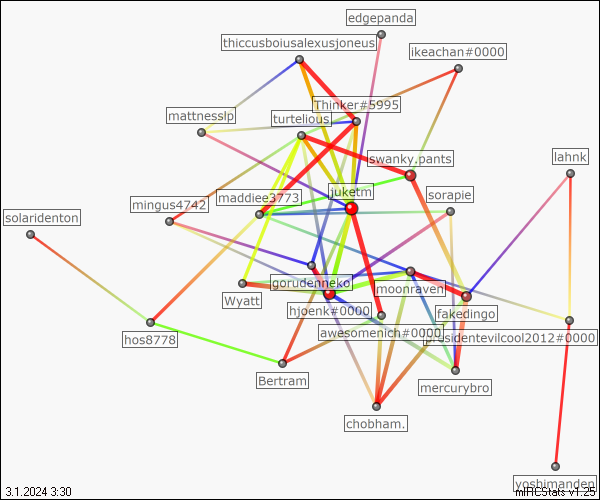 edgepanda
thiccusboiusalexusjoneus
ikeachan#0000
Thinker#5995
mattnesslp
turtelious
swanky.pants
lahnk
juketm
maddiee3773
sorapie
mingus4742
solaridenton
gorudenneko
moonraven
Wyatt
hjoenk#0000
fakedingo
awesomenich#0000
presidentevilcool2012#0000
hos8778
Bertram
mercurybro
chobham.
yoshimanden
3.1.2024 3:30
mIRCStats v1.25